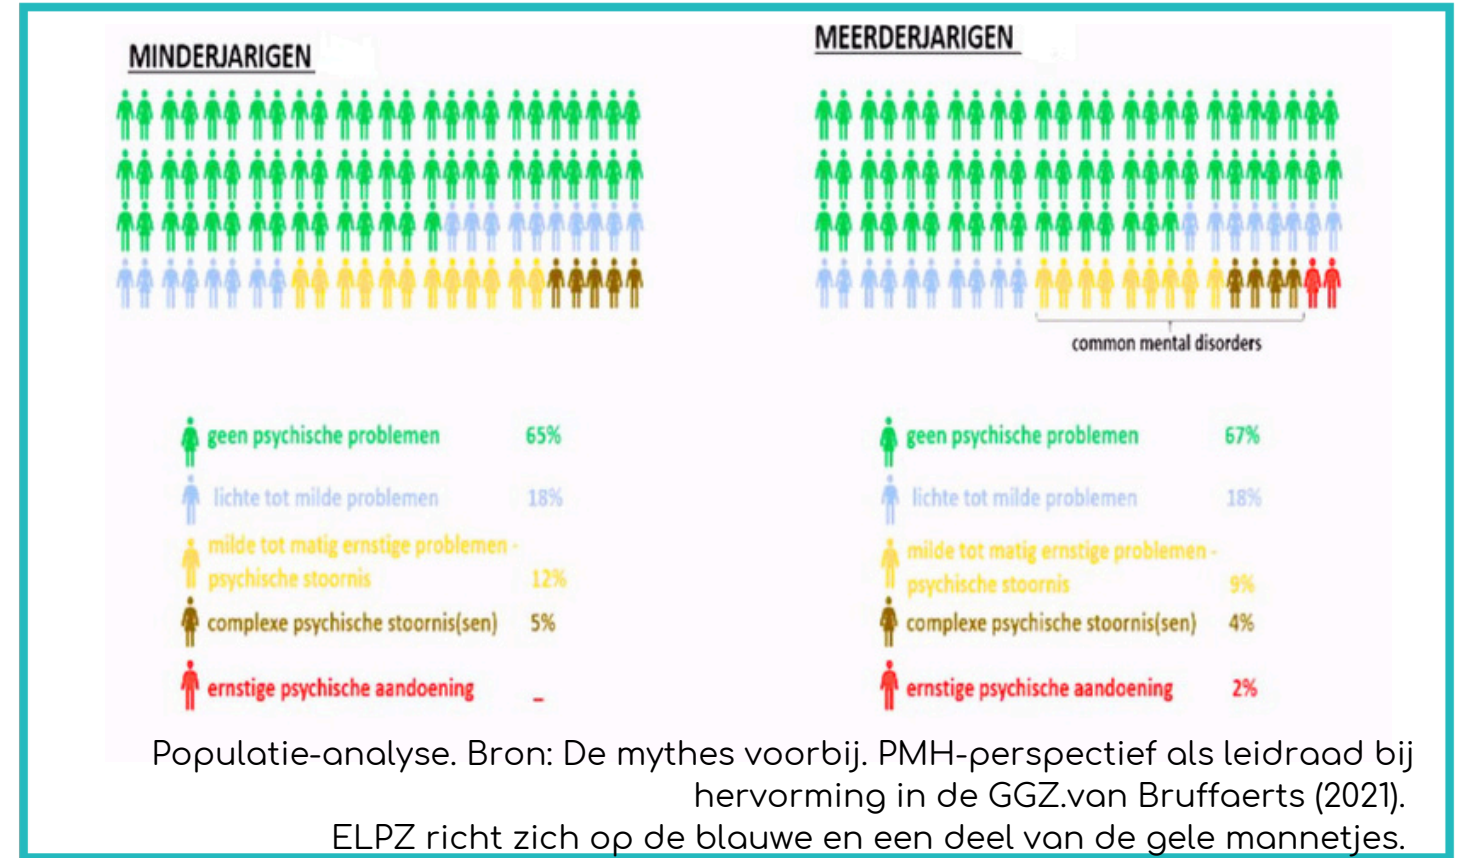 MINDERJARIGEN
geen psychische problemen 65%
lichte tot milde problemen 18%
milde tot matig ernstige problemen -
psychische stoornis 12%
complexe psychische stoornis(sen) 5%
ernstige psychische aandoening _
MEERDERJARIGEN
common mental disorders
geen psychische problemen 67%
lichte tot milde problemen 18%
milde tot matig ernstige problemen -
psychische stoornis 9%
complexe psychische stoornis(sen) 4%
ernstige psychische aandoening 2%
Populatie-analyse. Bron: De mythes voorbij. PMH-perspectief als leidraad bij
hervorming in de GGZ.van Bruffaerts (2021).
ELPZ richt zich op de blauwe en een deel van de gele mannetjes.